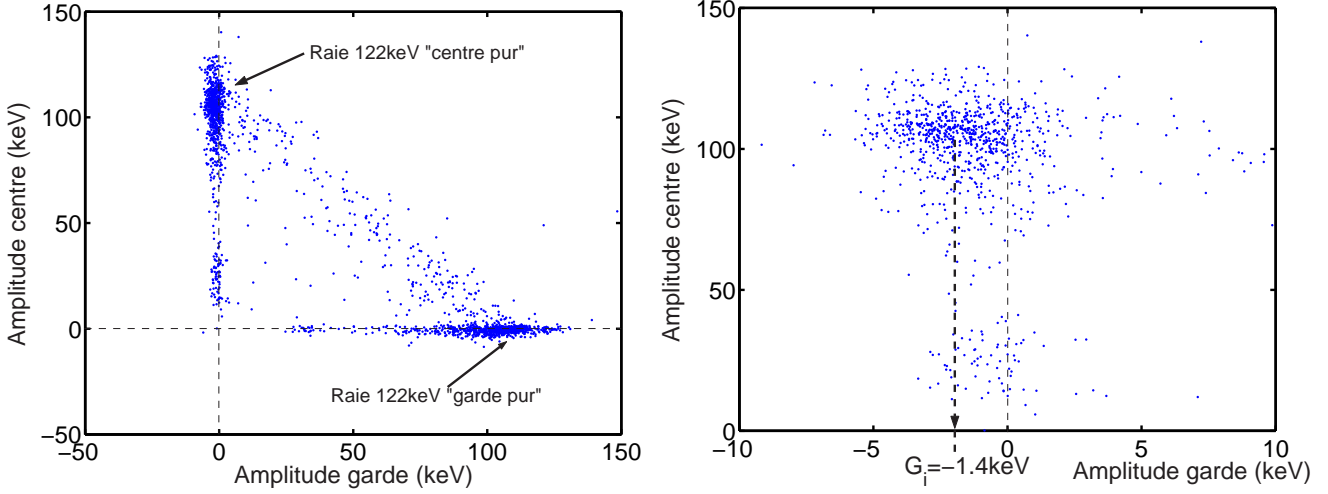 150
100
50
0
−50
−50
0
50
100
150
Amplitude garde (keV)
Amplitude centre (keV)
Raie 122keV "centre pur"
Raie 122keV "garde pur"
150
100
50
0
−10
−5
0
5
10
G_i=−1.4keV
Amplitude garde (keV)
Amplitude centre (keV)